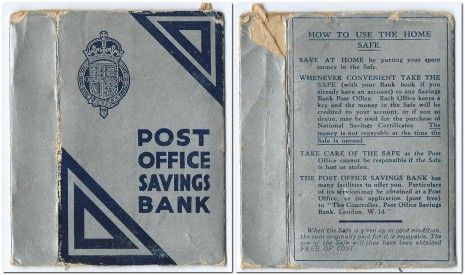 POST
OFFICE
SAVINGS
BANK
HOW TO USE THE HOME
SAFE.
SAVE AT HOME by putting your spare
money in the Safe.
WHENEVER CONVENIENT TAKE THE
SAFE (with your Bank book if you
already have an account) to any Savings
Bank Post Office. Each Office keeps a
key and the money in the Safe will be
credited to your account, or if you so
desire, may be used for the purchase of
National Savings Certificates. The
money is not repayable at the time the
Safe is opened.
TAKE CARE OF THE SAFE as the Post
Office cannot be responsible if the Safe
is lost or stolen.
THE POST OFFICE SAVINGS BANK has
many facilities to offer you. Particulars
of its services may be obtained at a Post
Office, or on application (post free)
to "The Controller, Post Office Savings
Bank, London, W. 14."
When the Safe is given up in good condition,
the sum originally paid for it is repayable. The
use of the Safe will thus have been obtained
FREE OF COST.